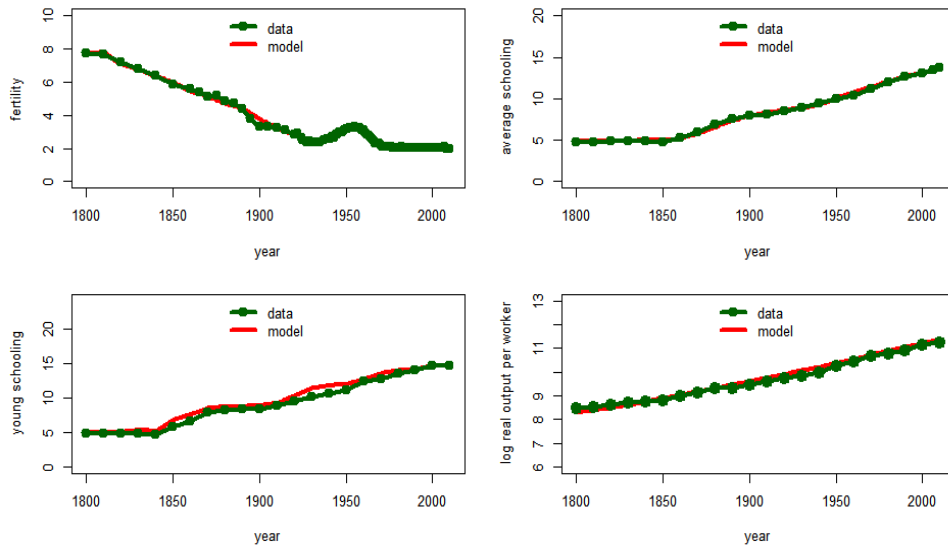 fertility
10
8
6
4
2
0
data
model
1800 1850 1900 1950 2000
year
average schooling
20
15
10
5
0
data
model
1800 1850 1900 1950 2000
year
young schooling
20
15
10
5
0
data
model
1800 1850 1900 1950 2000
year
log real output per worker
13
11
9
8
7
6
data
model
1800 1850 1900 1950 2000
year